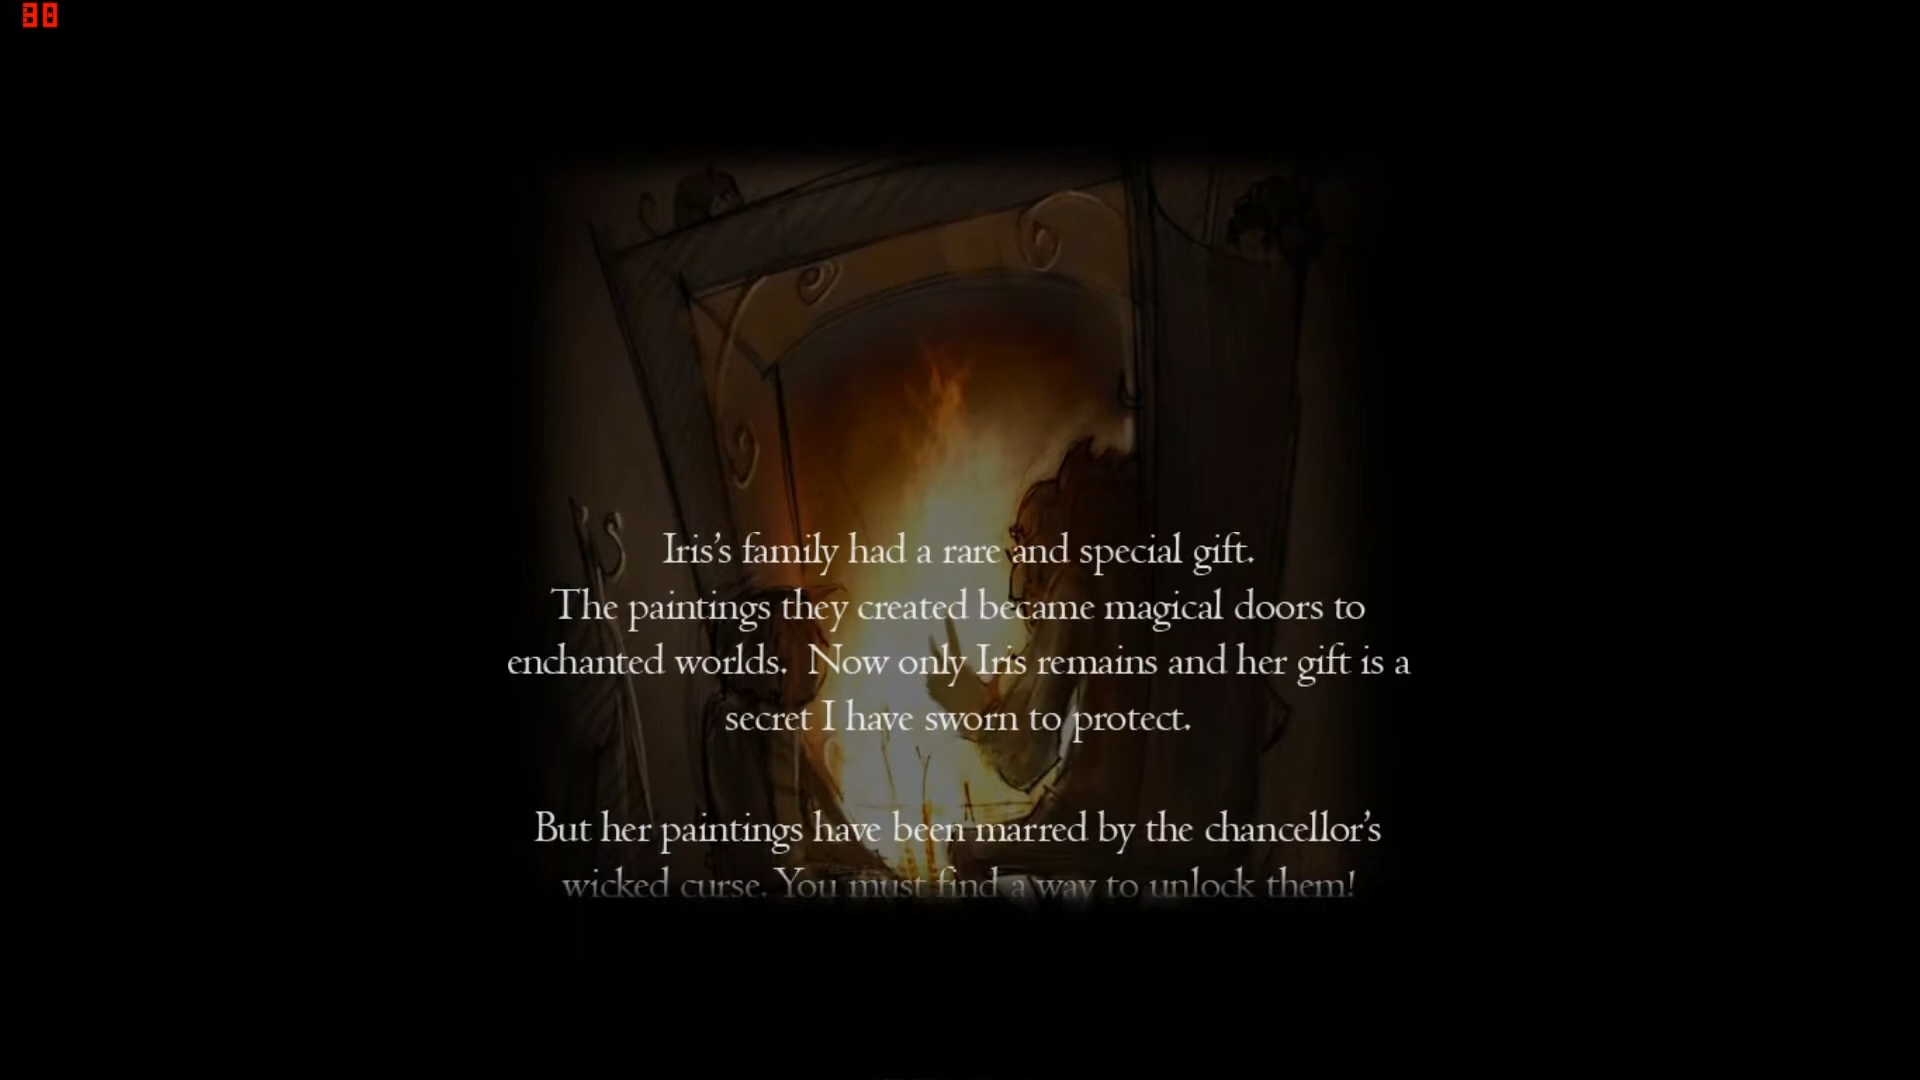 30
Iris's family had a rare and special gift.
The paintings they created became magical doors to
enchanted worlds.  Now only Iris remains and her gift is a
secret I have sworn to protect.
But her paintings have been marred by the chancellor's
wicked curse. You must find a way to unlock them!